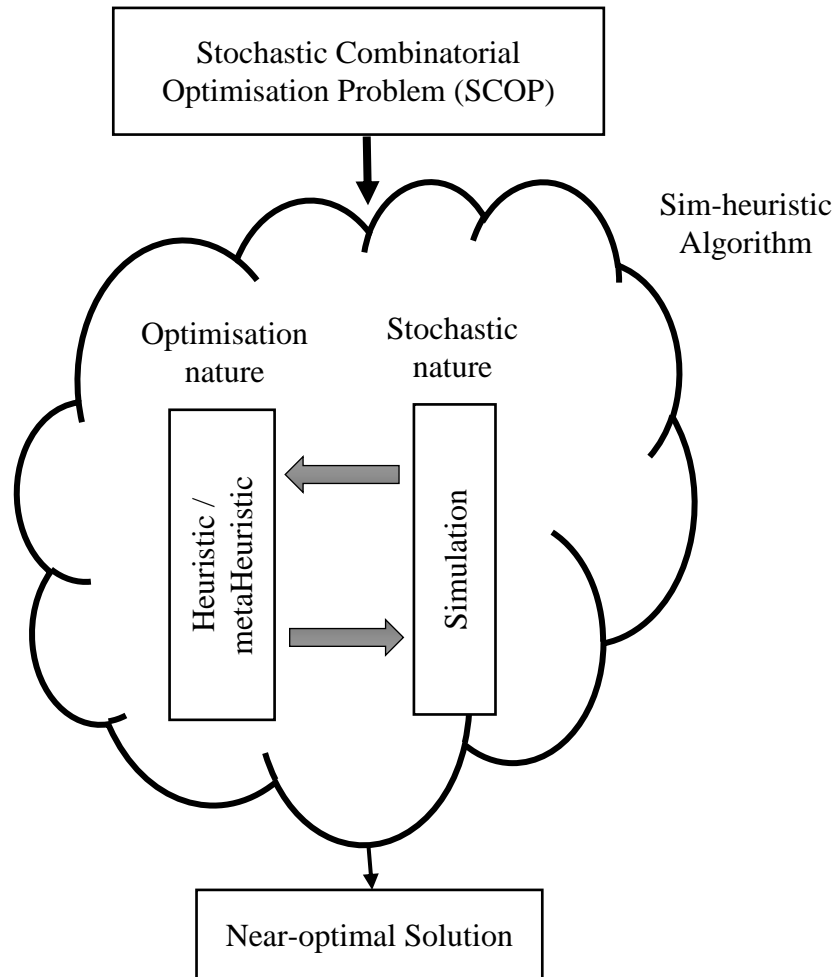 Stochastic Combinatorial
Optimisation Problem (SCOP)
Sim-heuristic
Algorithm
Optimisation
nature
Stochastic
nature
Heuristic /
metaHeuristic
Simulation
Near-optimal Solution